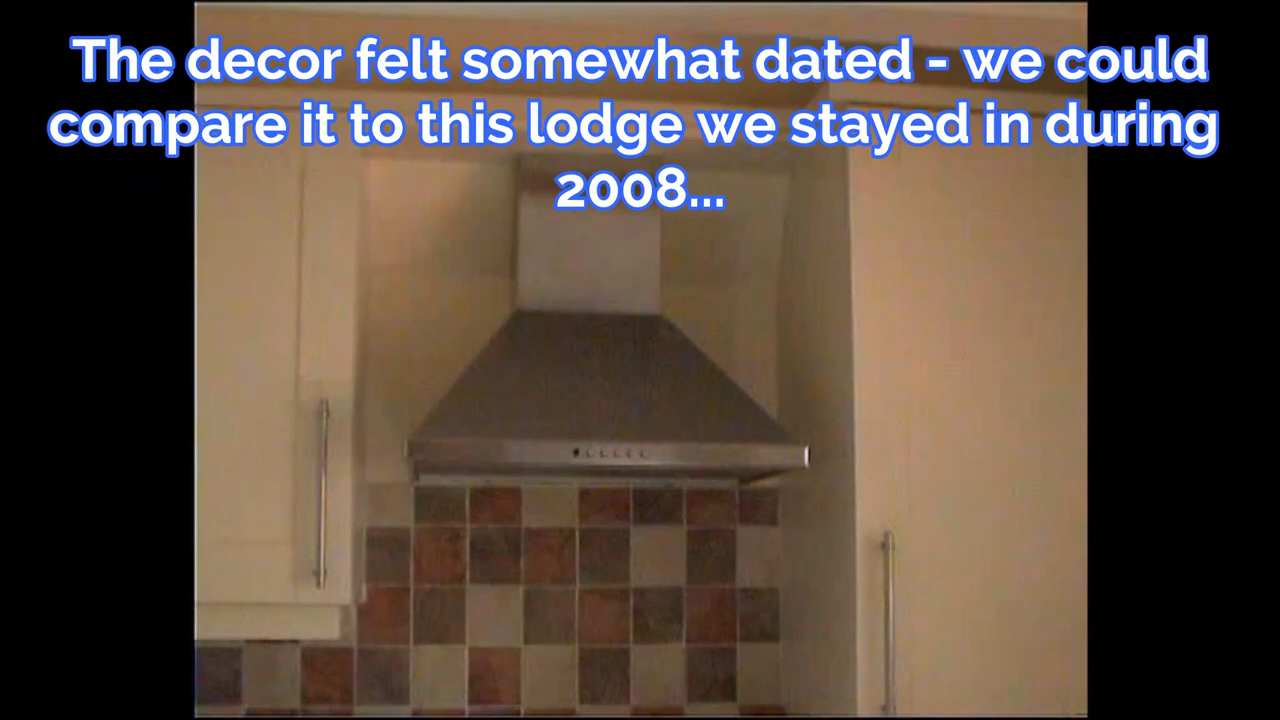 The decor felt somewhat dated - we could
compare it to this lodge we stayed in during
2008...